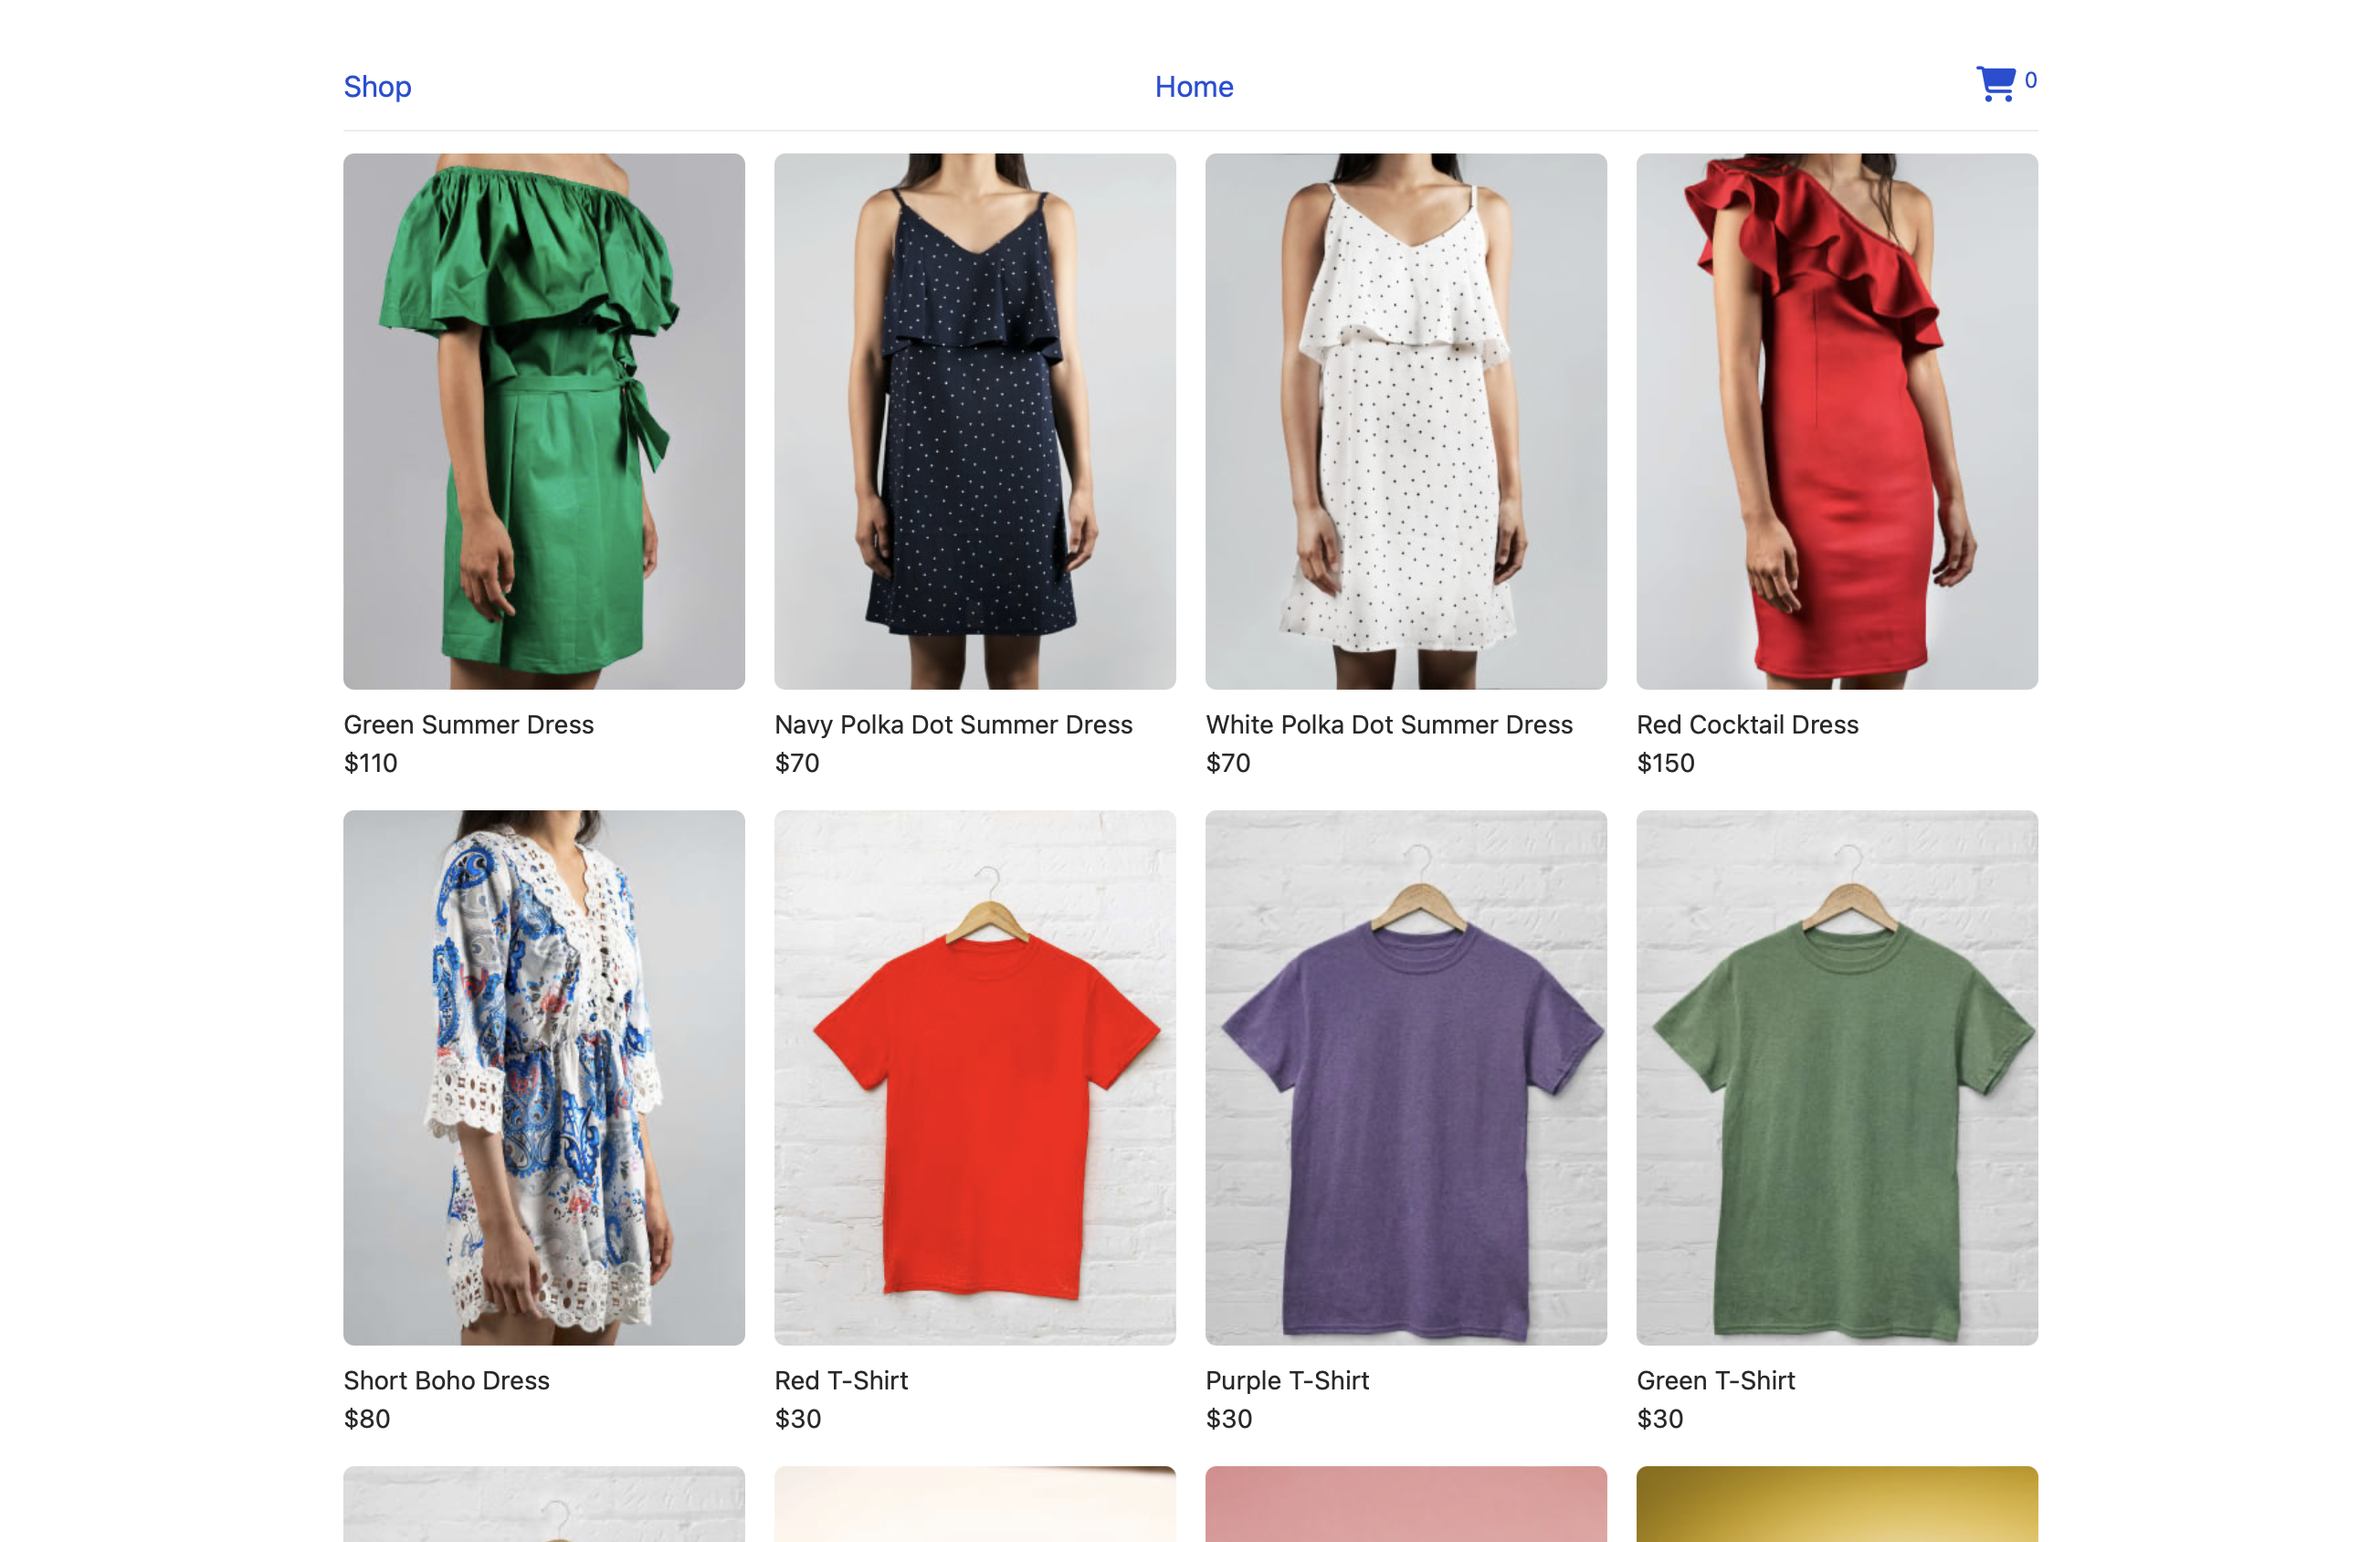 Shop
Home
0
Green Summer Dress
$110
Navy Polka Dot Summer Dress
$70
White Polka Dot Summer Dress
$70
Red Cocktail Dress
$150
Short Boho Dress
$80
Red T-Shirt
$30
Purple T-Shirt
$30
Green T-Shirt
$30